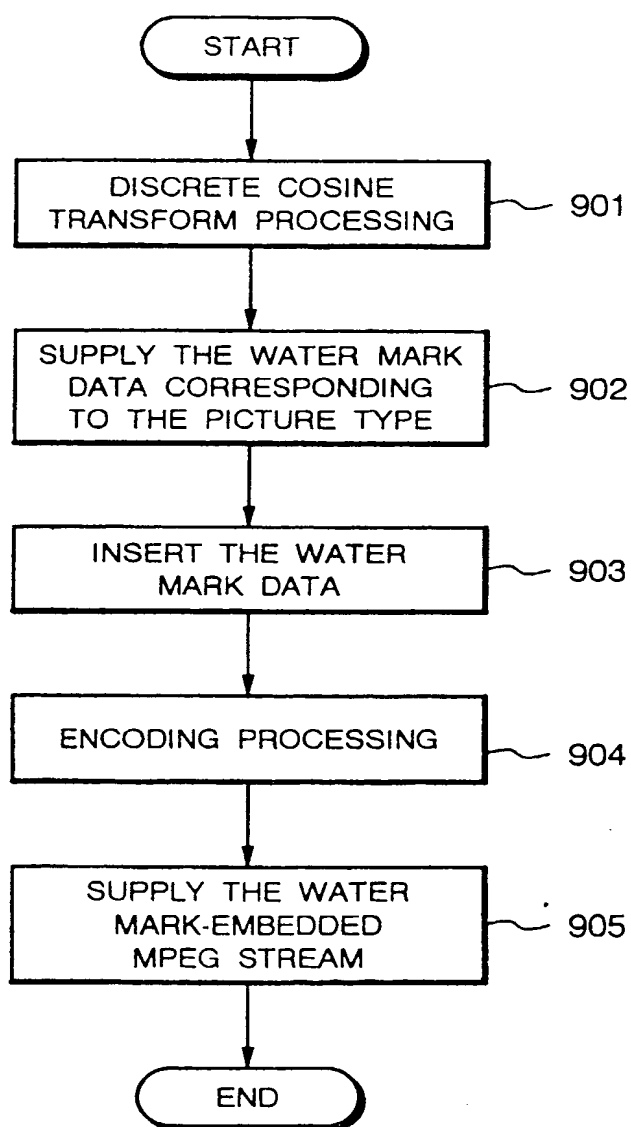 START
DISCRETE COSINE
TRANSFORM PROCESSING
901
SUPPLY THE WATER MARK
DATA CORRESPONDING
TO THE PICTURE TYPE
902
INSERT THE WATER
MARK DATA
903
ENCODING PROCESSING
904
SUPPLY THE WATER
MARK-EMBEDDED
MPEG STREAM
905
END